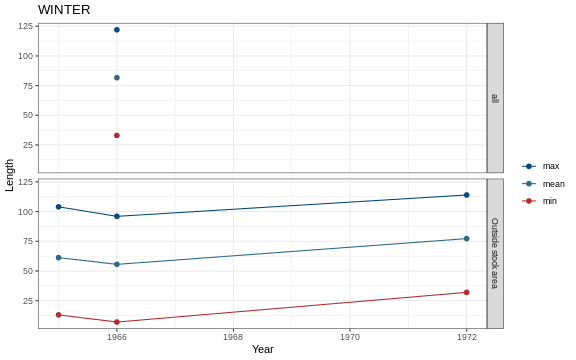 WINTER
125
100
75
50
25
all
125
100
75
50
25
Outside stock area
1966
1968
1970
1972
Year
Length
max
mean
min